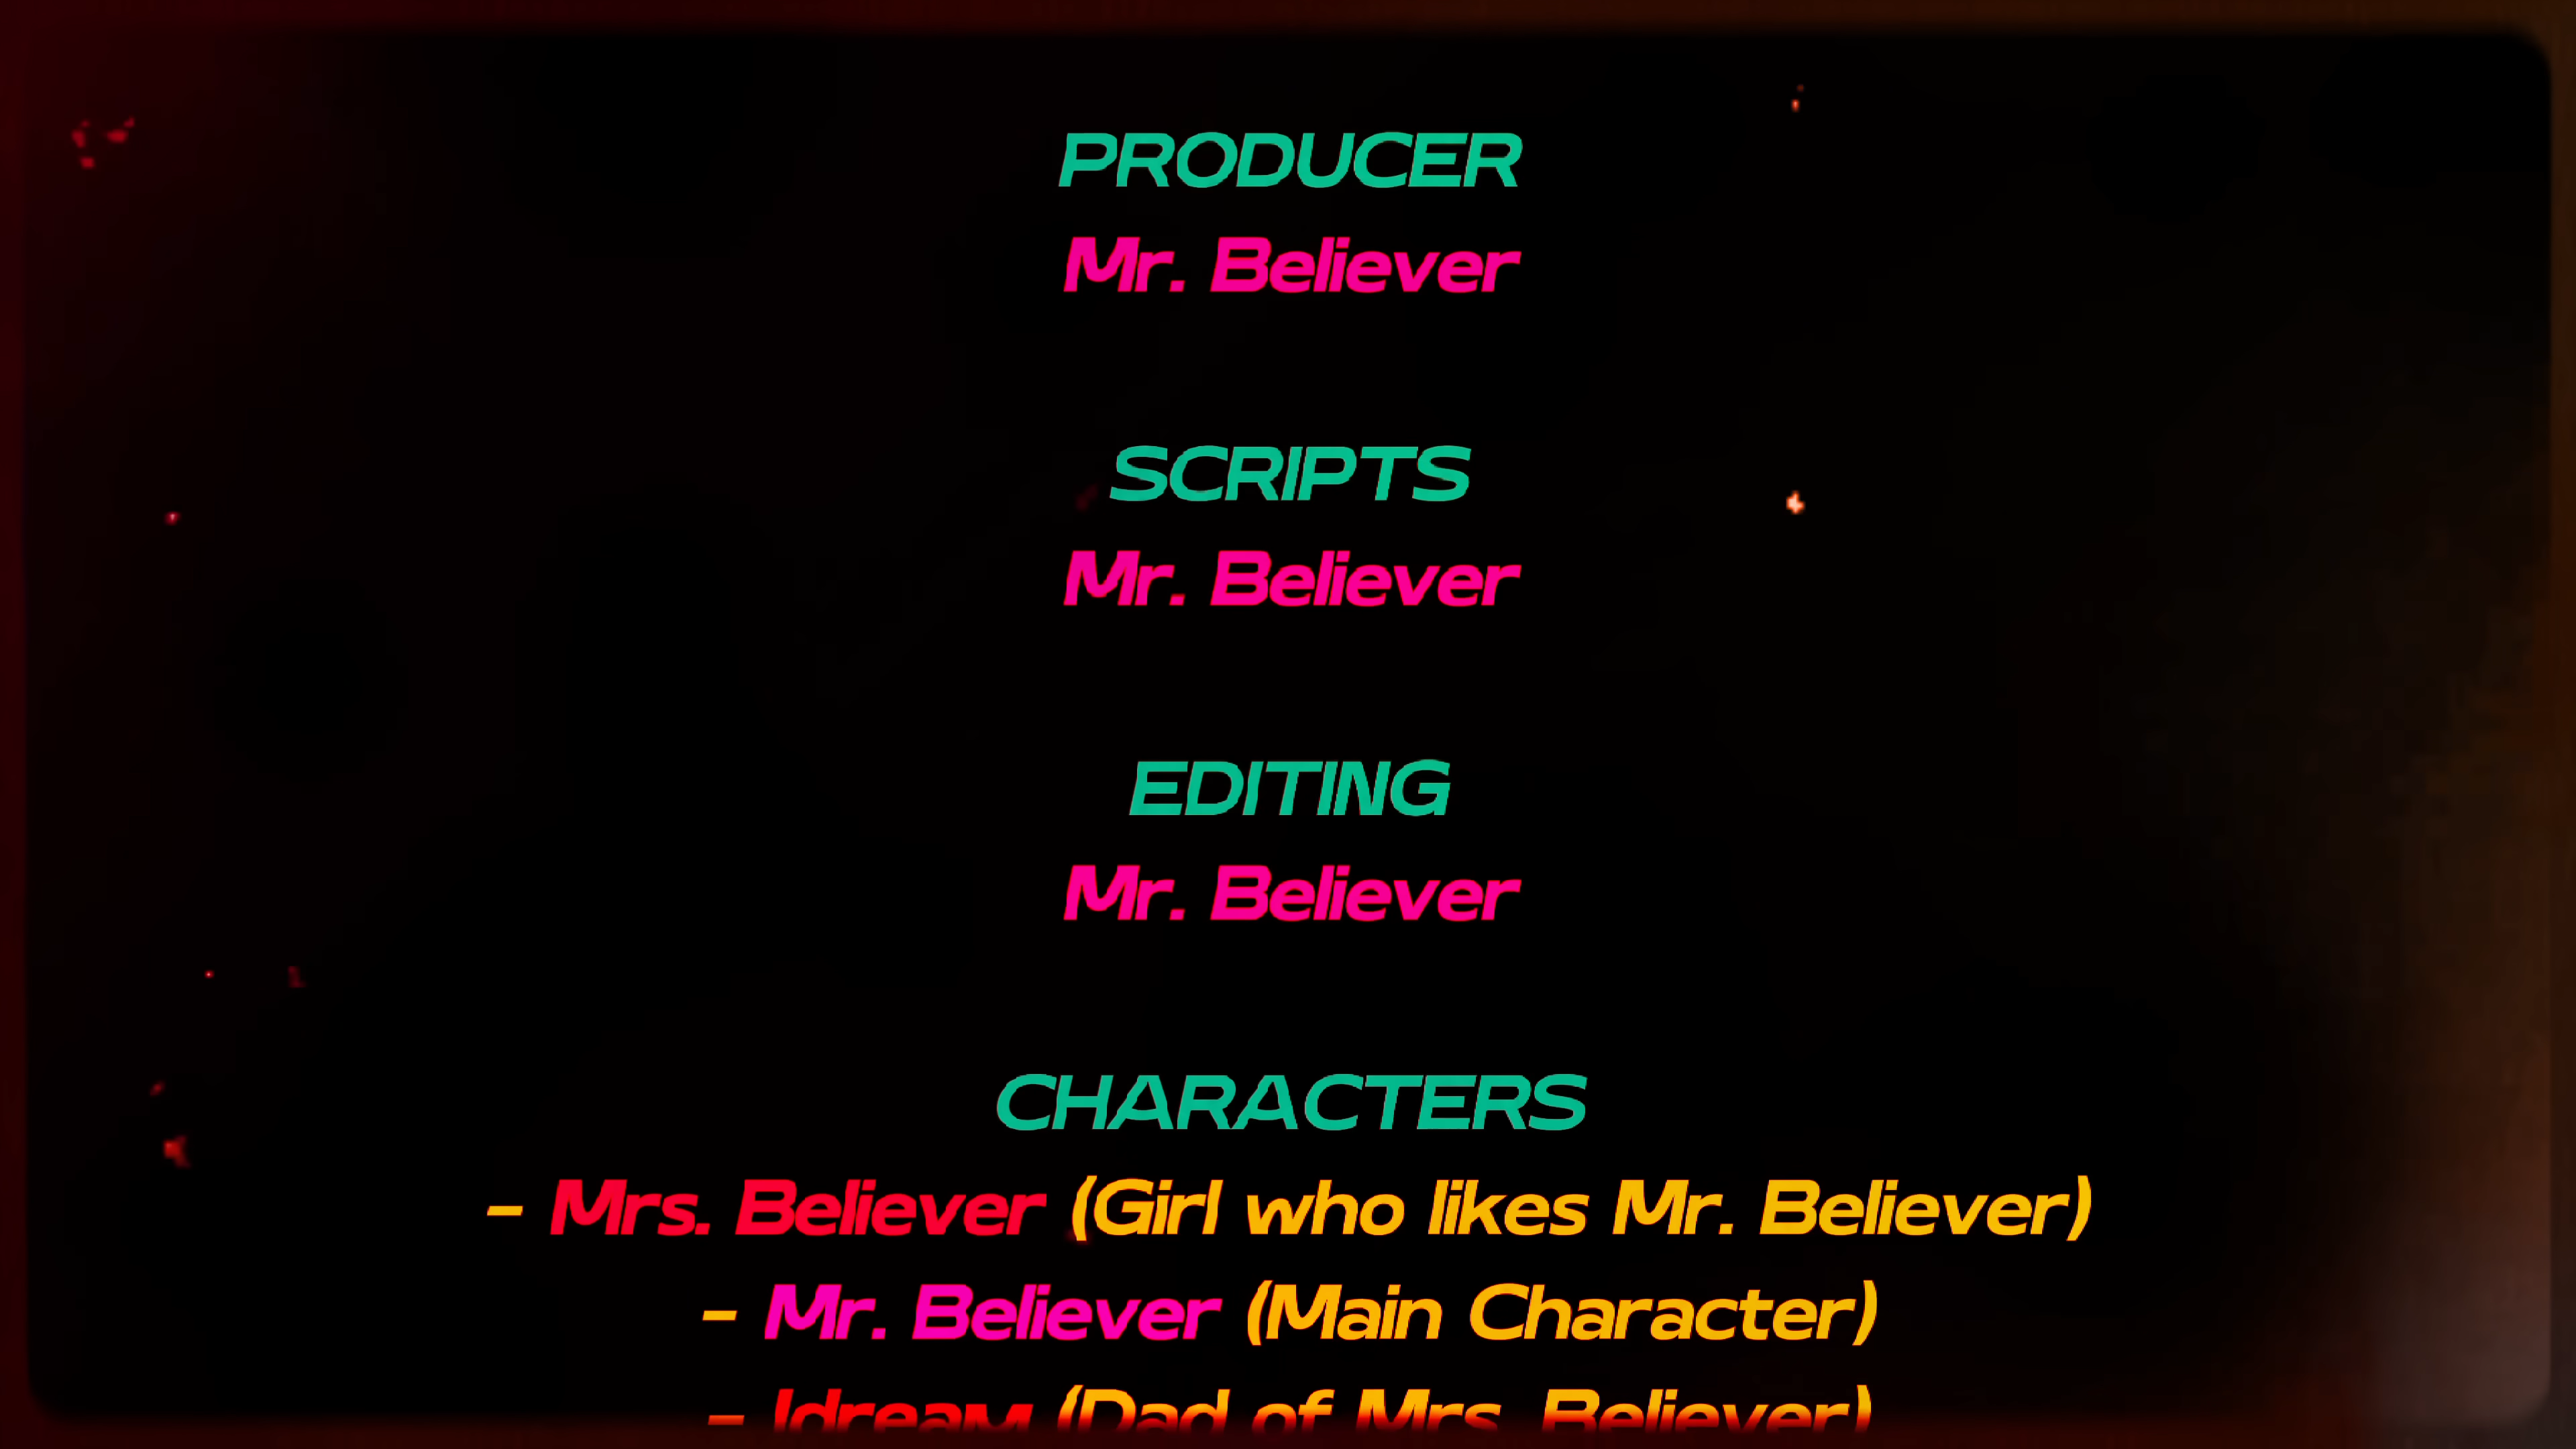 PRODUCER
Mr. Believer
SCRIPTS
Mr. Believer
EDITING
Mr. Believer
CHARACTERS
- Mrs. Believer (Girl who likes Mr. Believer)
- Mr. Believer (Main Character)
- Idream (Dad of Mrs. Believer)